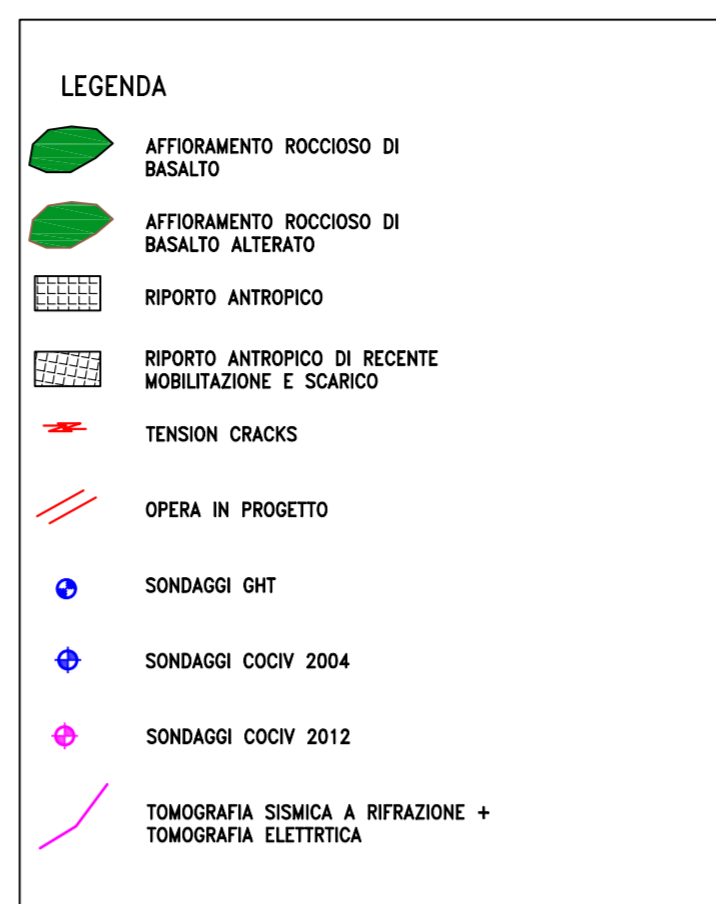 LEGENDA
AFFIORAMENTO ROCCIOSO DI
BASALTO
AFFIORAMENTO ROCCIOSO DI
BASALTO ALTERATO
RIPORTO ANTROPICO
RIPORTO ANTROPICO DI RECENTE
MOBILITAZIONE E SCARICO
TENSION CRACKS
OPERA IN PROGETTO
SONDAGGI GHT
SONDAGGI COCIV 2004
SONDAGGI COCIV 2012
TOMOGRAFIA SISMICA A RIFRAZIONE +
TOMOGRAFIA ELETTRTICA